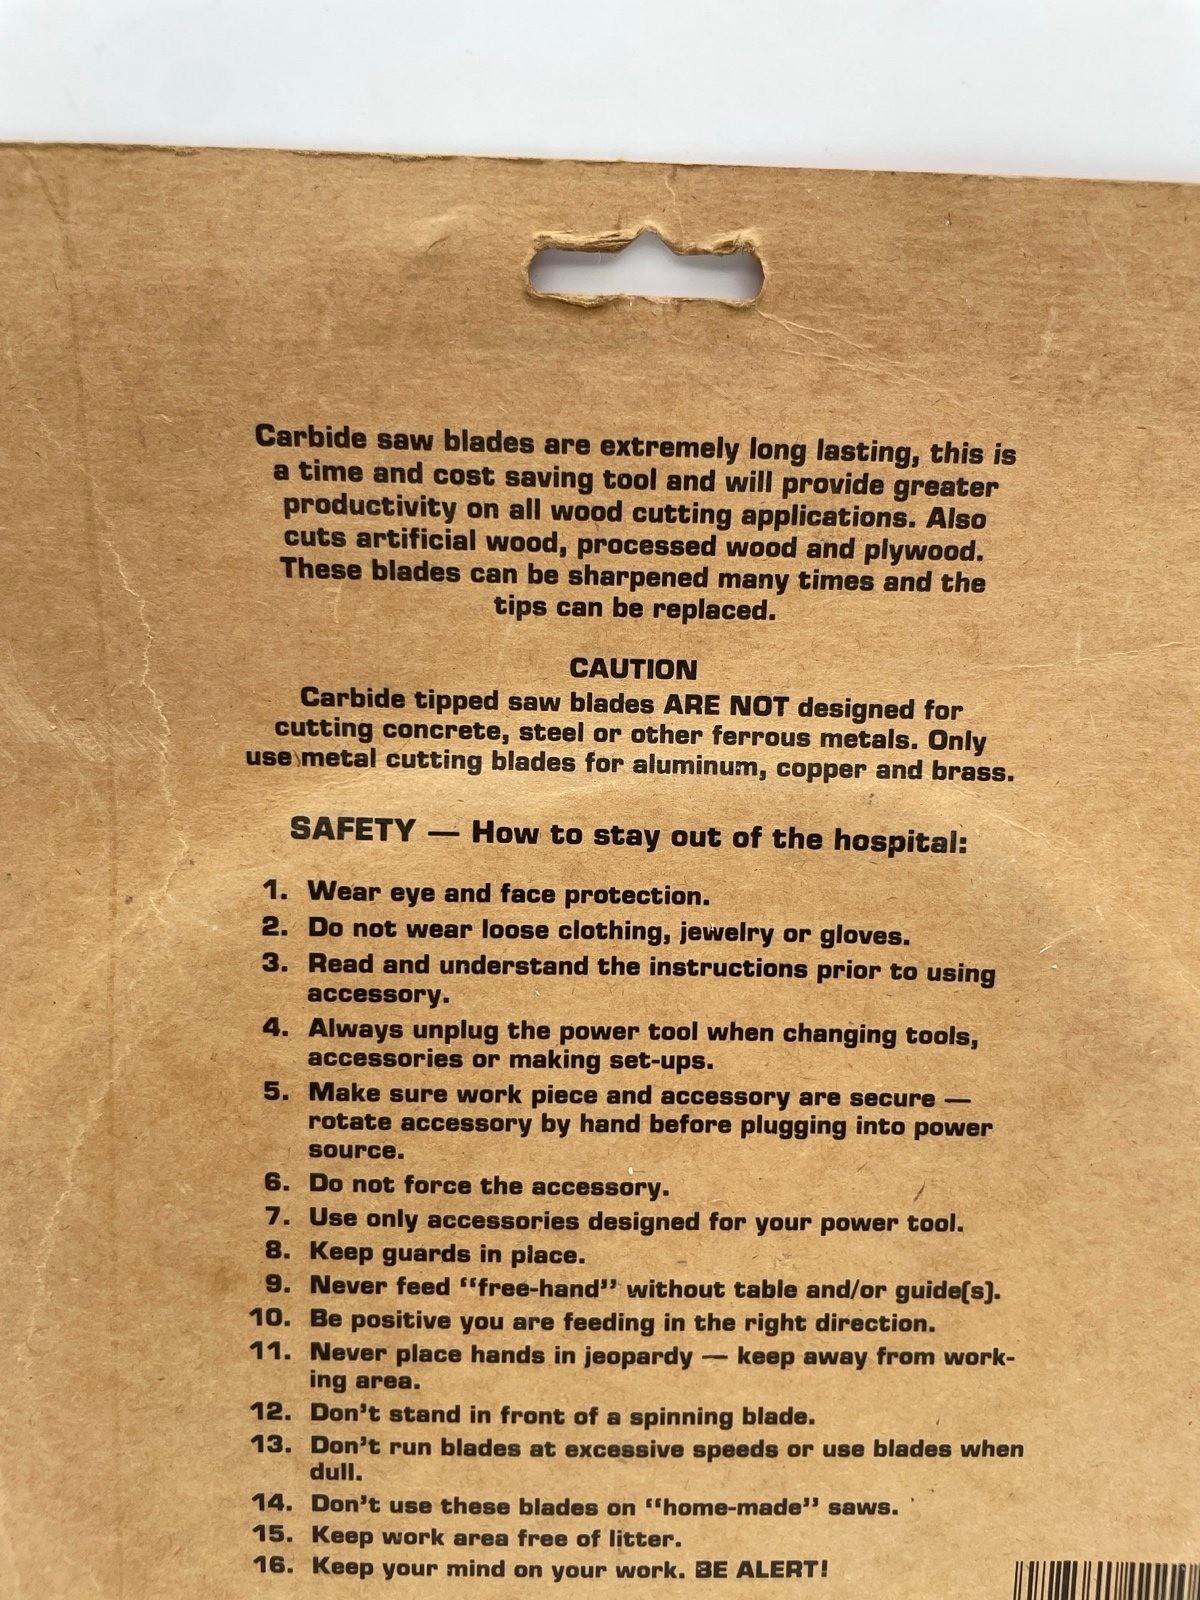 Carbide saw blades are extremely long lasting, this is
a time and cost saving tool and will provide greater
productivity on all wood cutting applications. Also
cuts artificial wood, processed wood and plywood.
These blades can be sharpened many times and the
tips can be replaced.
CAUTION
Carbide tipped saw blades ARE NOT designed for
cutting concrete, steel or other ferrous metals. Only
use metal cutting blades for aluminum, copper and brass.
SAFETY — How to stay out of the hospital:
1. Wear eye and face protection.
2. Do not wear loose clothing, jewelry or gloves.
3. Read and understand the instructions prior to using
accessory.
4. Always unplug the power tool when changing tools,
accessories or making set-ups.
5. Make sure work piece and accessory are secure —
rotate accessory by hand before plugging into power
source.
6. Do not force the accessory.
7. Use only accessories designed for your power tool.
8. Keep guards in place.
9. Never feed "free-hand" without table and/or guide(s).
10. Be positive you are feeding in the right direction.
11. Never place hands in jeopardy — keep away from work-
ing area.
12. Don't stand in front of a spinning blade.
13. Don't run blades at excessive speeds or use blades when
dull.
14. Don't use these blades on "home-made" saws.
15. Keep work area free of litter.
16. Keep your mind on your work. BE ALERT!